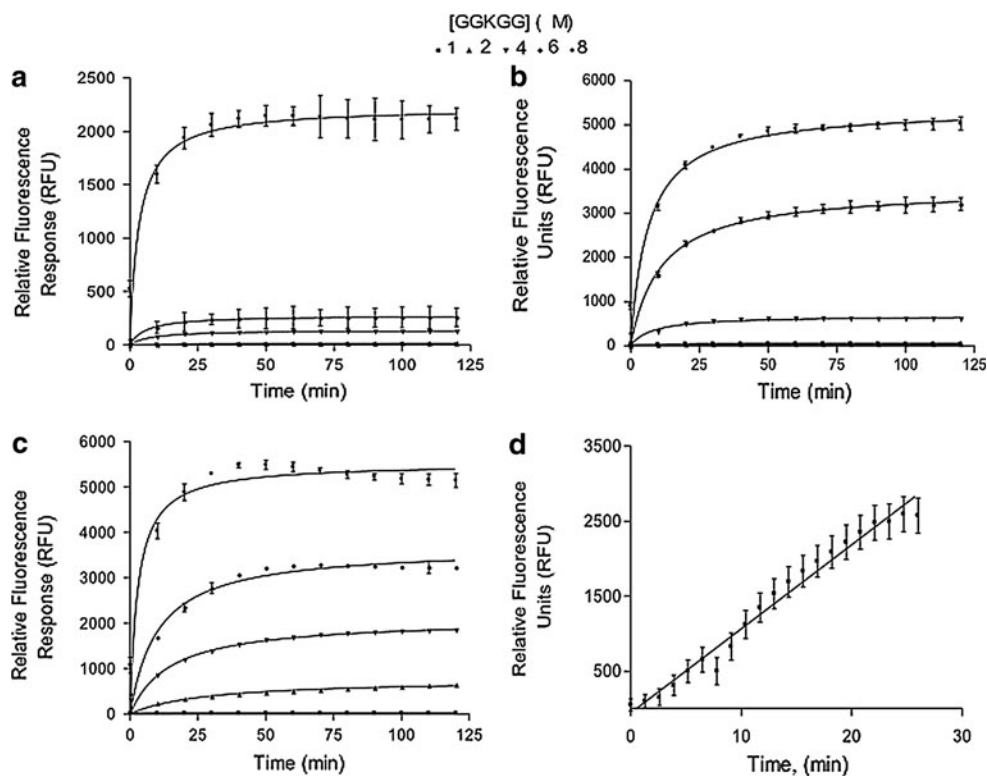 [GGKGG] ( M)
1 2 4 6 8
a
2500
2000
1500
1000
500
0
Relative Fluorescence
Response (RFU)
0 25 50 75 100 125
Time (min)
b
6000
5000
4000
3000
2000
1000
0
Relative Fluorescence
Units (RFU)
0 25 50 75 100 125
Time (min)
c
6000
5000
4000
3000
2000
1000
0
Relative Fluorescence
Response (RFU)
0 25 50 75 100 125
Time (min)
d
3500
2500
1500
500
Relative Fluorescence
Units (RFU)
0 10 20 30
Time, (min)